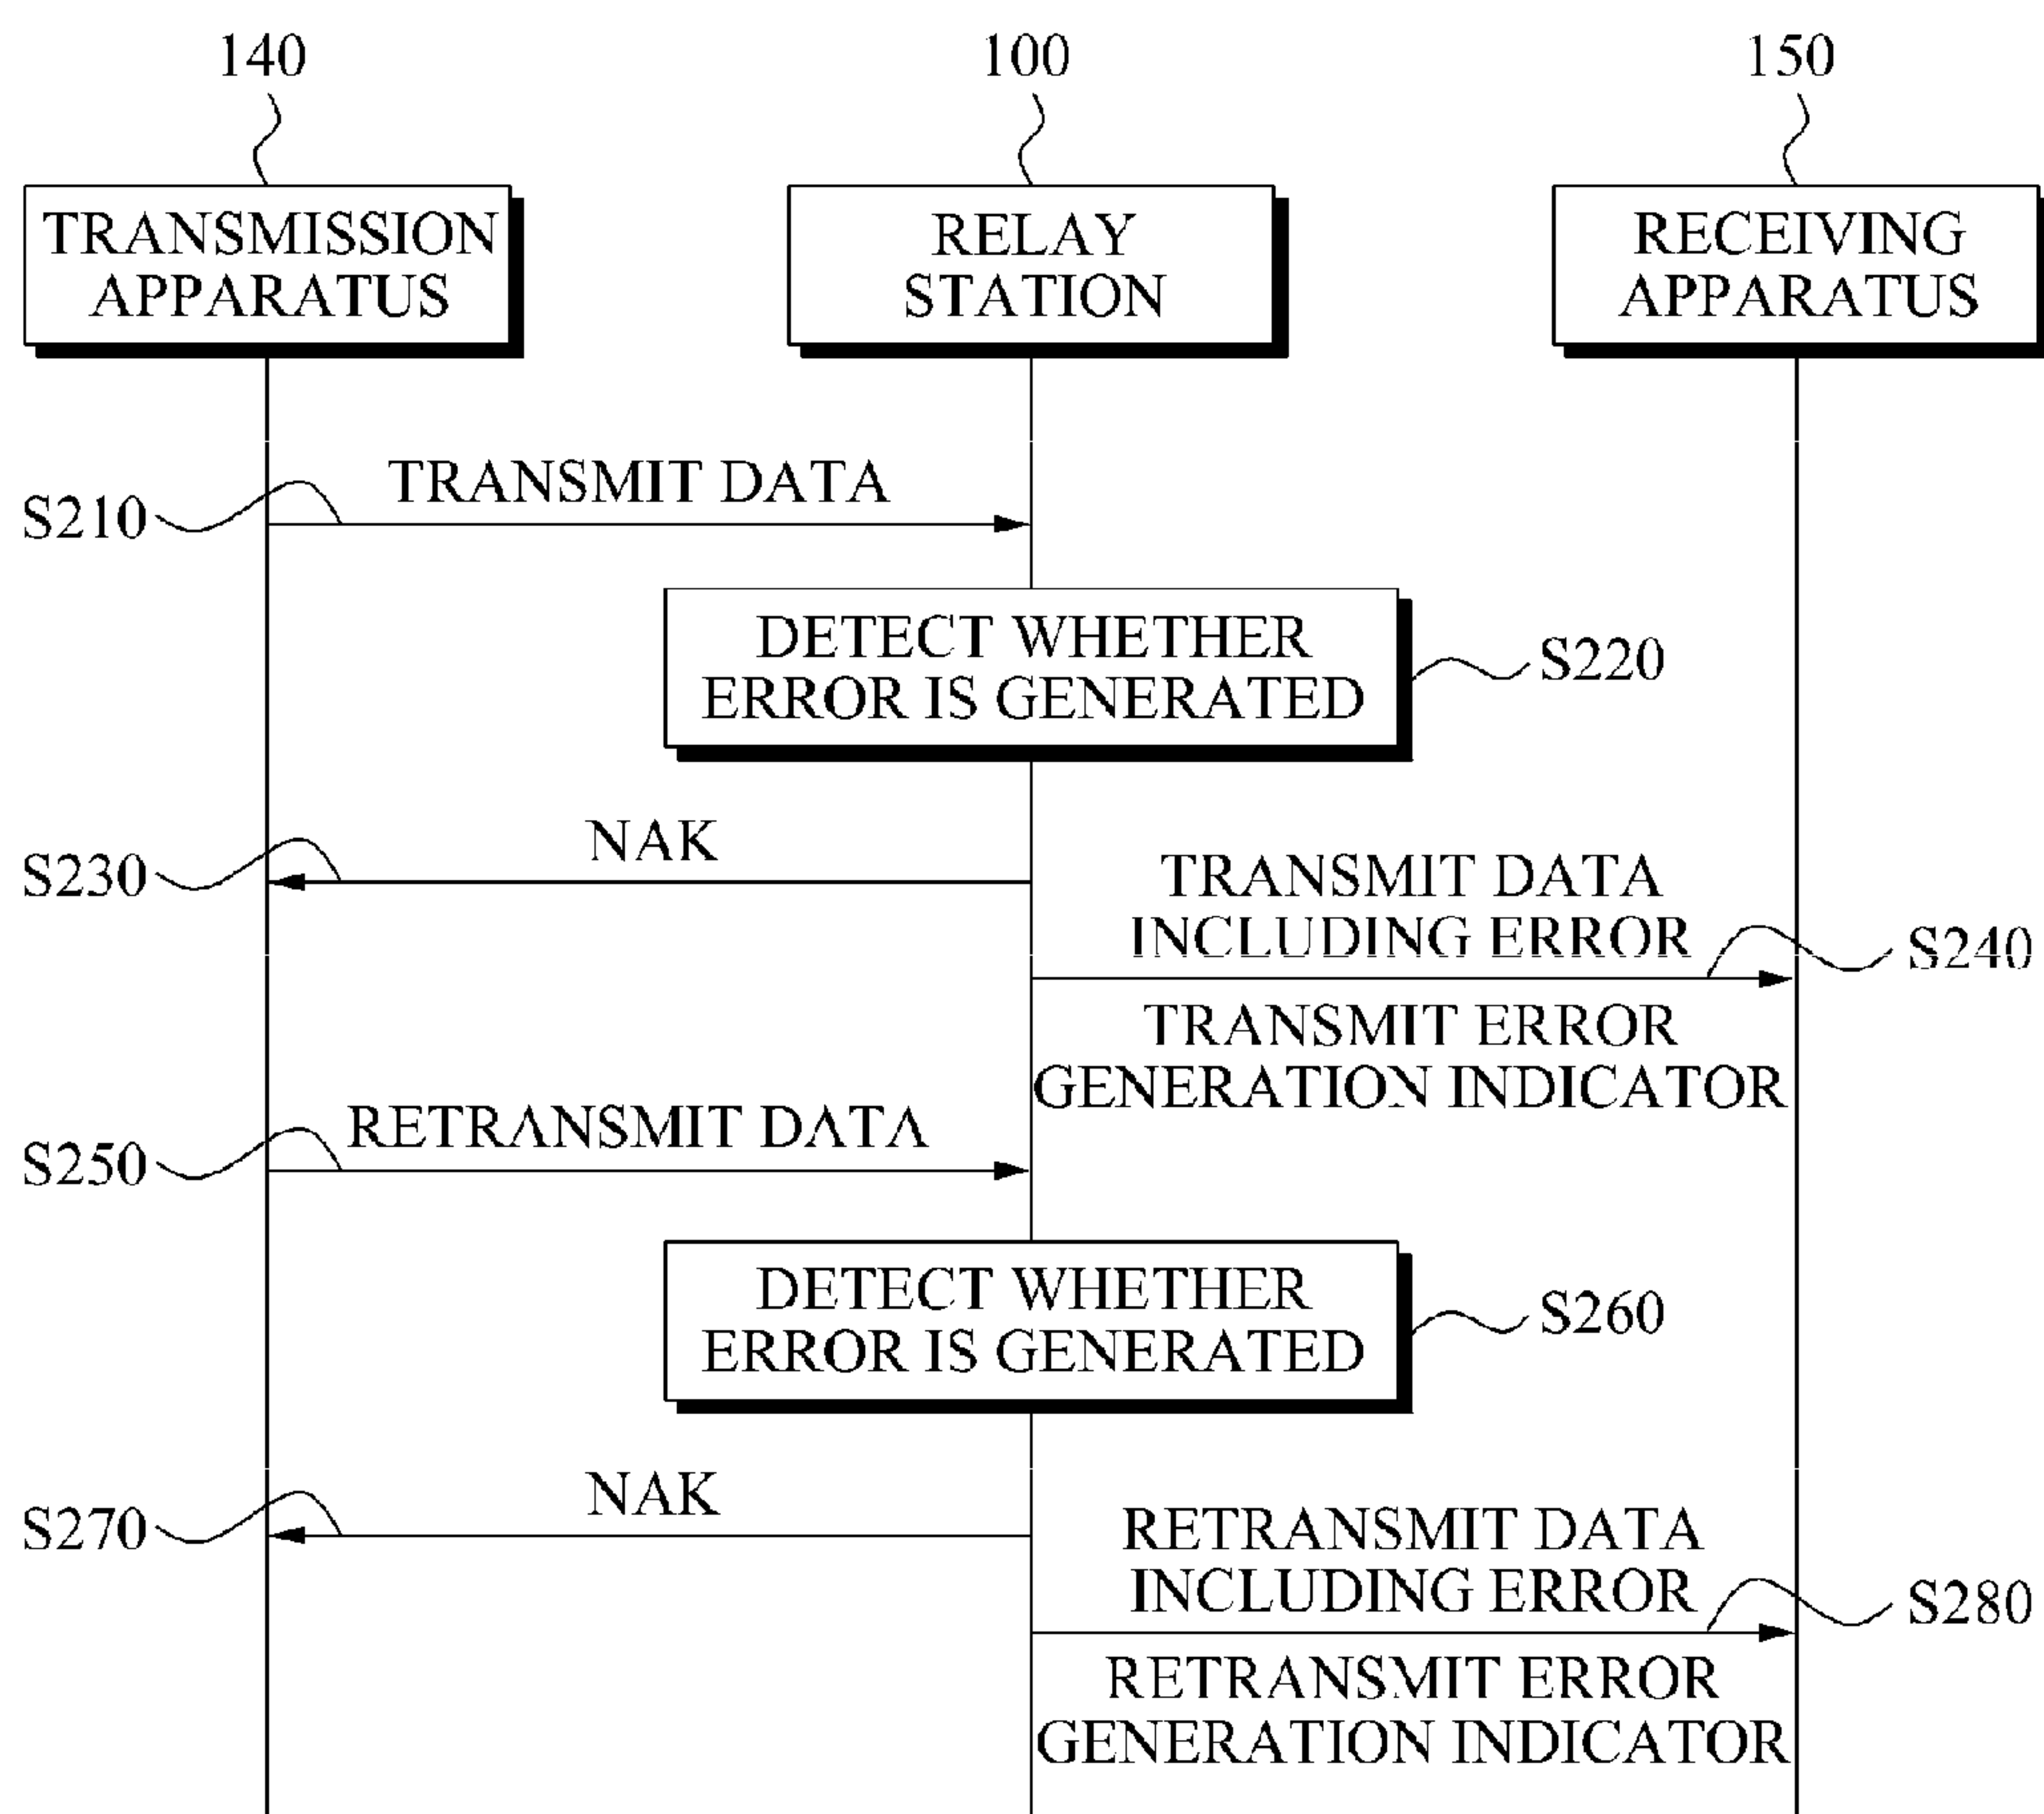 140
100
150
TRANSMISSION
APPARATUS
RELAY
STATION
RECEIVING
APPARATUS
TRANSMIT DATA
S210
DETECT WHETHER
ERROR IS GENERATED
S220
NAK
S230
TRANSMIT DATA
INCLUDING ERROR
S240
TRANSMIT ERROR
GENERATION INDICATOR
RETRANSMIT DATA
S250
DETECT WHETHER
ERROR IS GENERATED
S260
NAK
S270
RETRANSMIT DATA
INCLUDING ERROR
S280
RETRANSMIT ERROR
GENERATION INDICATOR